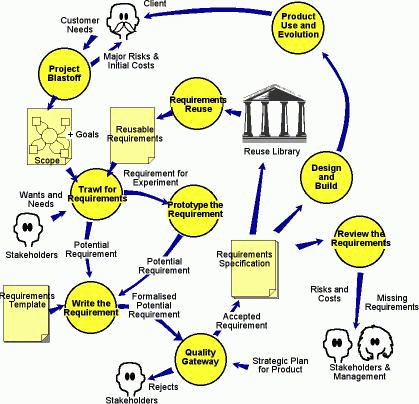 Client
Customer
Needs
Product
Use and Evolution
Project
Blastoff
Major Risks &
Initial Costs
Requirements
Reuse
+ Goals
Scope
Reusable
Requirements
Reuse Library
Requirement for
Experiment
Design
and
Build
Trawl for
Requirements
Wants and
Needs
Prototype the
Requirement
Stakeholders
Potential
Requirement
Potential
Requirement
Requirements
Specification
Review the
Requirements
Requirements
Template
Write the
Requirement
Formalised
Potential
Requirement
Accepted
Requirement
Risks and
Costs
Missing
Requirements
Quality
Gateway
Strategic Plan
for Product
Stakeholders &
Management
Rejects
Stakeholders